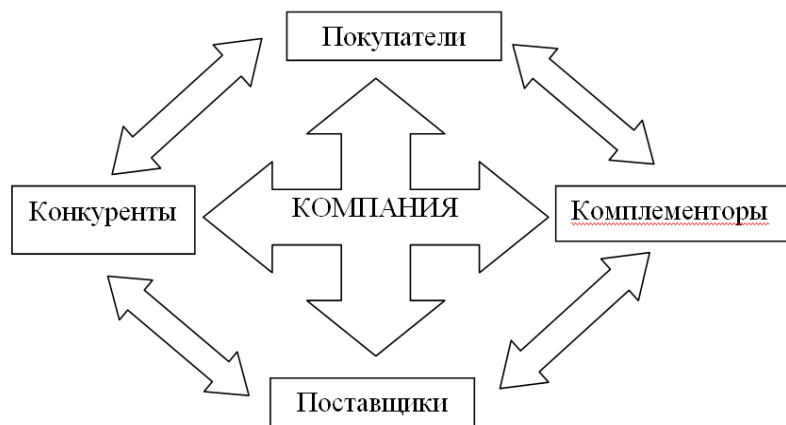 Покупатели
Конкуренты
КОМПАНИЯ
Комплементоры
Поставщики